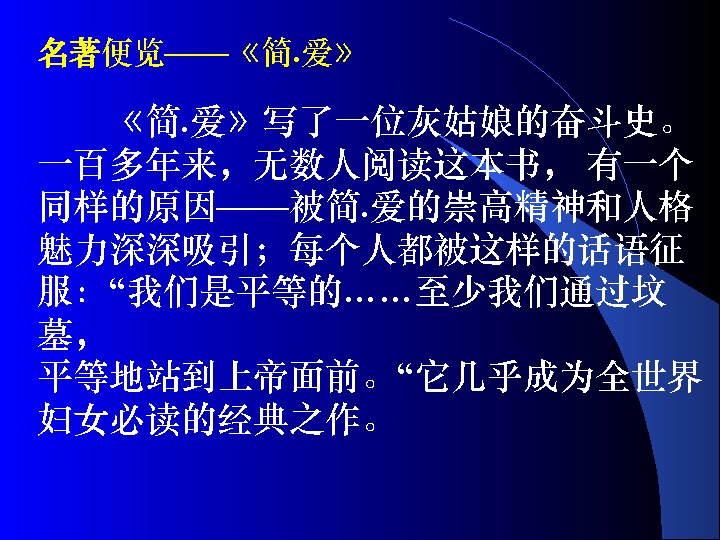 名著便览——《简.爱》
《简.爱》写了一位灰姑娘的奋斗史。
一百多年来，无数人阅读这本书， 有一个
同样的原因——被简.爱的崇高精神和人格
魅力深深吸引；每个人都被这样的话语征
服：“我们是平等的……至少我们通过坟
墓，
平等地站到上帝面前。“它几乎成为全世界
妇女必读的经典之作。